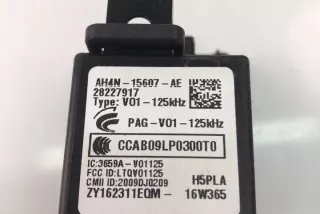 AH4N-15607-AE
28227917
Type: V01-125kHz
PAG-V01-125kHz
CCAB09LP0300T0
IC:3659A-V01125
FCC ID:LTQV01125
CMII ID:2009DJ0209
H5PLA
ZY162311EQM- 16W365